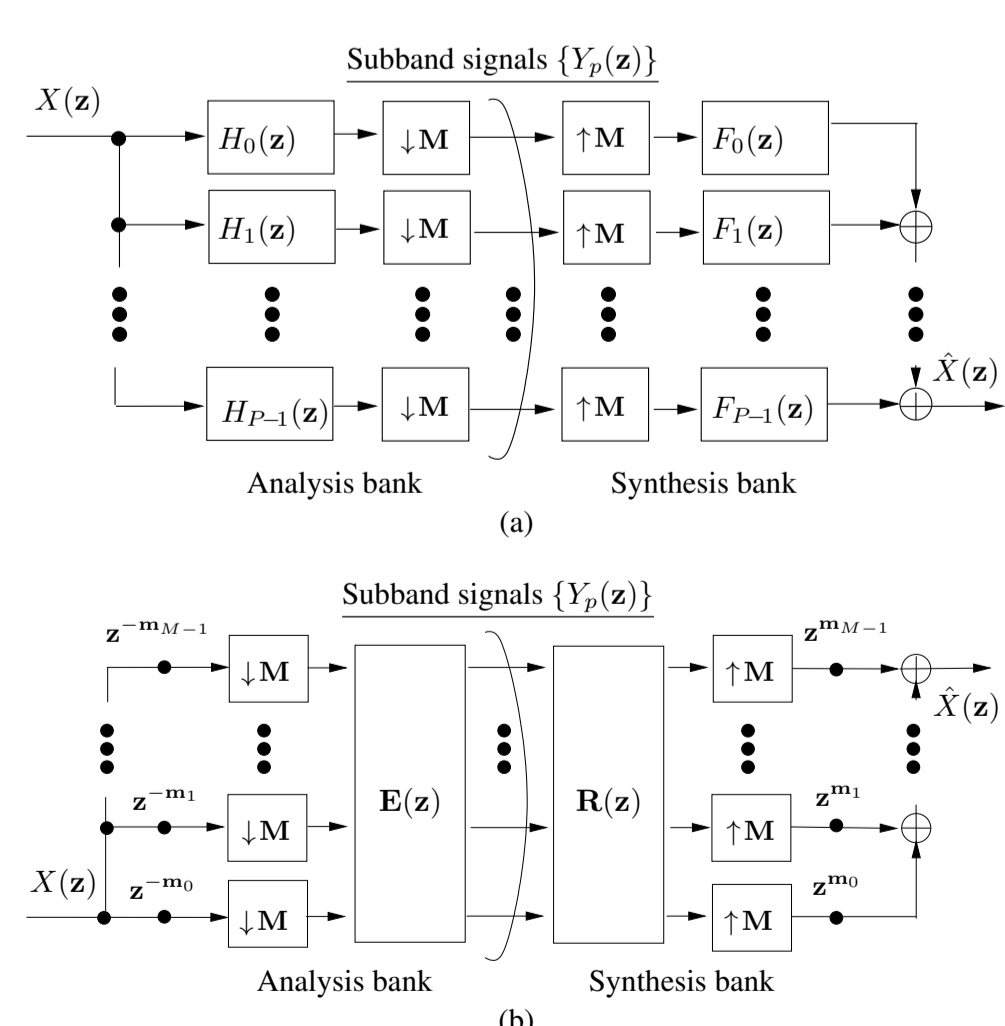 Subband signals {Y_p(𝐳)}
X(𝐳)
H_0(𝐳) ↓𝐌 ↑𝐌 F_0(𝐳)
H_1(𝐳) ↓𝐌 ↑𝐌 F_1(𝐳)
X̂(𝐳)
H_{P−1}(𝐳) ↓𝐌 ↑𝐌 F_{P−1}(𝐳)
Analysis bank Synthesis bank
(a)
Subband signals {Y_p(𝐳)}
𝐳^{−𝐦_{M−1}} 𝐳^{𝐦_{M−1}}
↓𝐌 ↑𝐌
X̂(𝐳)
𝐳^{−𝐦_1} 𝐄(𝐳) 𝐑(𝐳) 𝐳^{𝐦_1}
↓𝐌 ↑𝐌
X(𝐳) 𝐳^{−𝐦_0} 𝐳^{𝐦_0}
↓𝐌 ↑𝐌
Analysis bank Synthesis bank
(b)